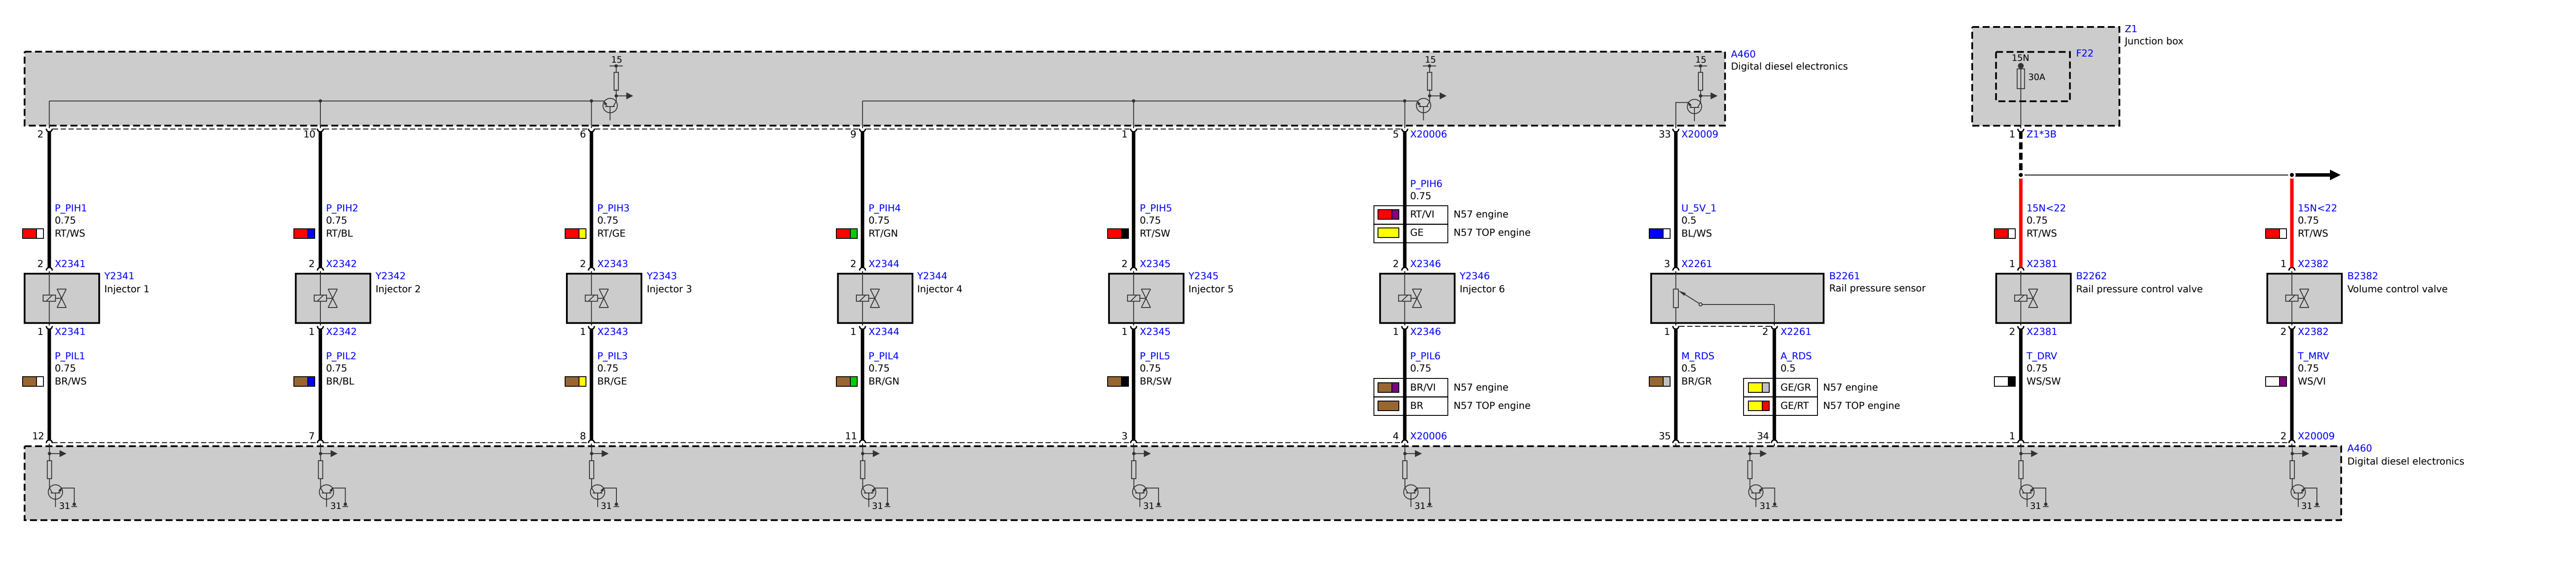 Z1
Junction box
F22
15N
30A
A460
Digital diesel electronics
15
15
15
2
10
6
9
1
5
X20006
33
X20009
1
Z1*3B
P_PIH1
0.75
RT/WS
P_PIH2
0.75
RT/BL
P_PIH3
0.75
RT/GE
P_PIH4
0.75
RT/GN
P_PIH5
0.75
RT/SW
P_PIH6
0.75
RT/VI
N57 engine
GE
N57 TOP engine
U_5V_1
0.5
BL/WS
15N<22
0.75
RT/WS
15N<22
0.75
RT/WS
2
X2341
2
X2342
2
X2343
2
X2344
2
X2345
2
X2346
3
X2261
1
X2381
1
X2382
Y2341
Injector 1
Y2342
Injector 2
Y2343
Injector 3
Y2344
Injector 4
Y2345
Injector 5
Y2346
Injector 6
B2261
Rail pressure sensor
B2262
Rail pressure control valve
B2382
Volume control valve
1
X2341
1
X2342
1
X2343
1
X2344
1
X2345
1
X2346
1
2
X2261
2
X2381
2
X2382
P_PIL1
0.75
BR/WS
P_PIL2
0.75
BR/BL
P_PIL3
0.75
BR/GE
P_PIL4
0.75
BR/GN
P_PIL5
0.75
BR/SW
P_PIL6
0.75
BR/VI
N57 engine
BR
N57 TOP engine
M_RDS
0.5
BR/GR
A_RDS
0.5
GE/GR
N57 engine
GE/RT
N57 TOP engine
T_DRV
0.75
WS/SW
T_MRV
0.75
WS/VI
12
7
8
11
3
4
X20006
35
34
1
2
X20009
A460
Digital diesel electronics
31
31
31
31
31
31
31
31
31